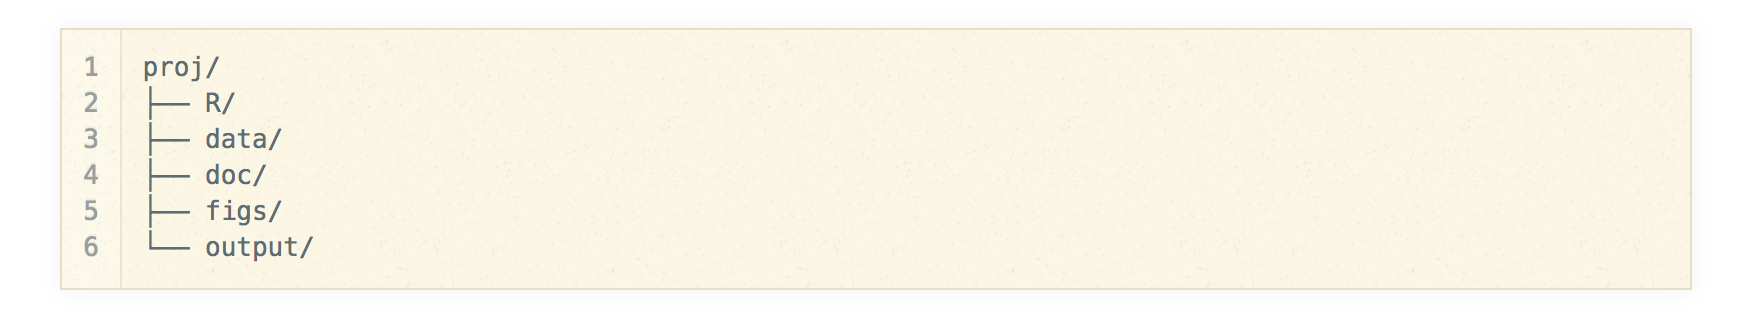 1 proj/
2 ├── R/
3 ├── data/
4 ├── doc/
5 ├── figs/
6 └── output/